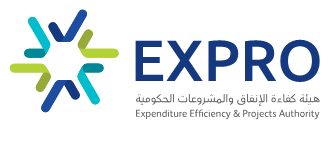 EXPRO
هيئة كفاءة الإنفاق والمشروعات الحكومية
Expenditure Efficiency & Projects Authority